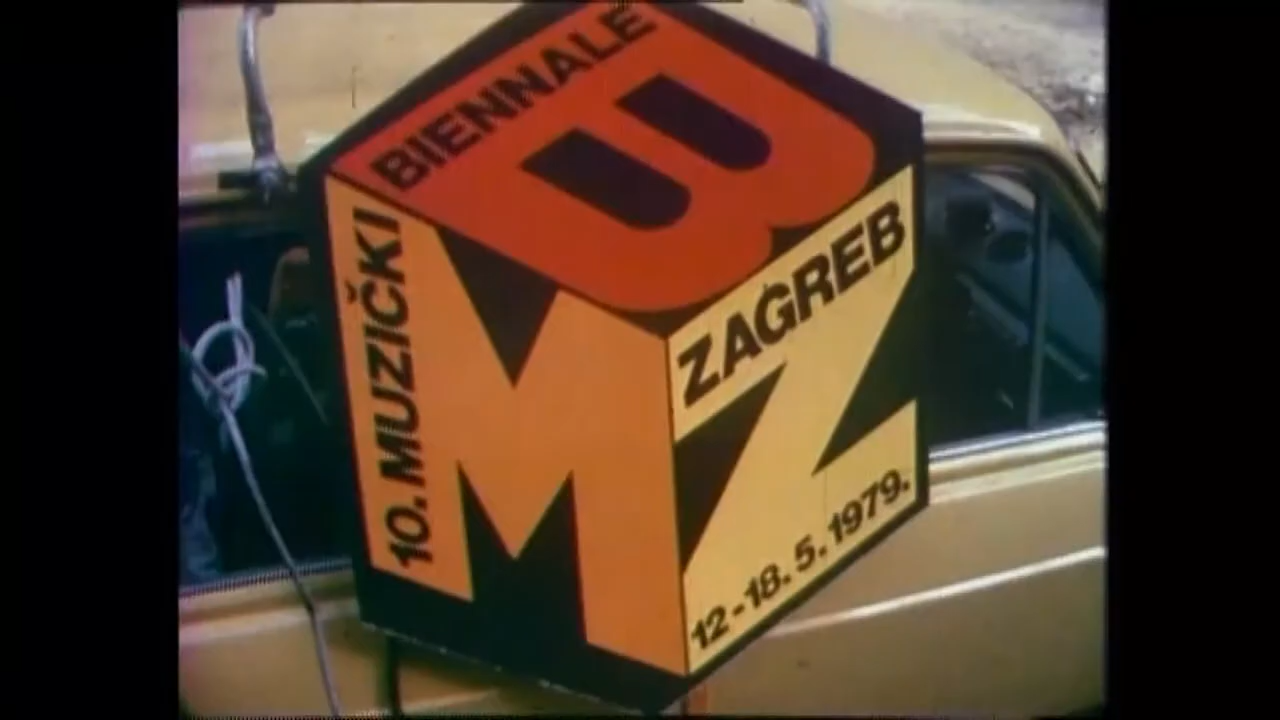 10. MUZIČKI
BIENNALE
B
M
Z
ZAGREB
12-18. 5. 1979.